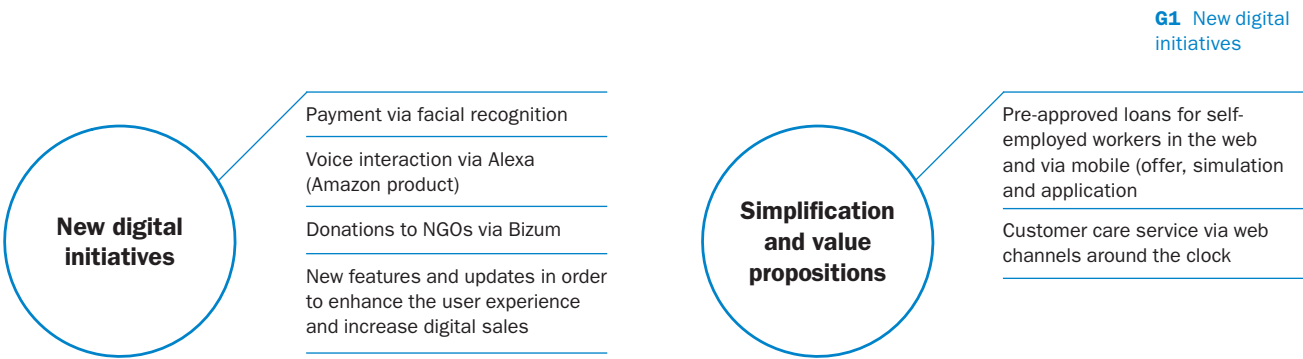 G1 New digital
initiatives
New digital
initiatives
Payment via facial recognition
Voice interaction via Alexa
(Amazon product)
Donations to NGOs via Bizum
New features and updates in order
to enhance the user experience
and increase digital sales
Simplification
and value
propositions
Pre-approved loans for self-
employed workers in the web
and via mobile (offer, simulation
and application
Customer care service via web
channels around the clock